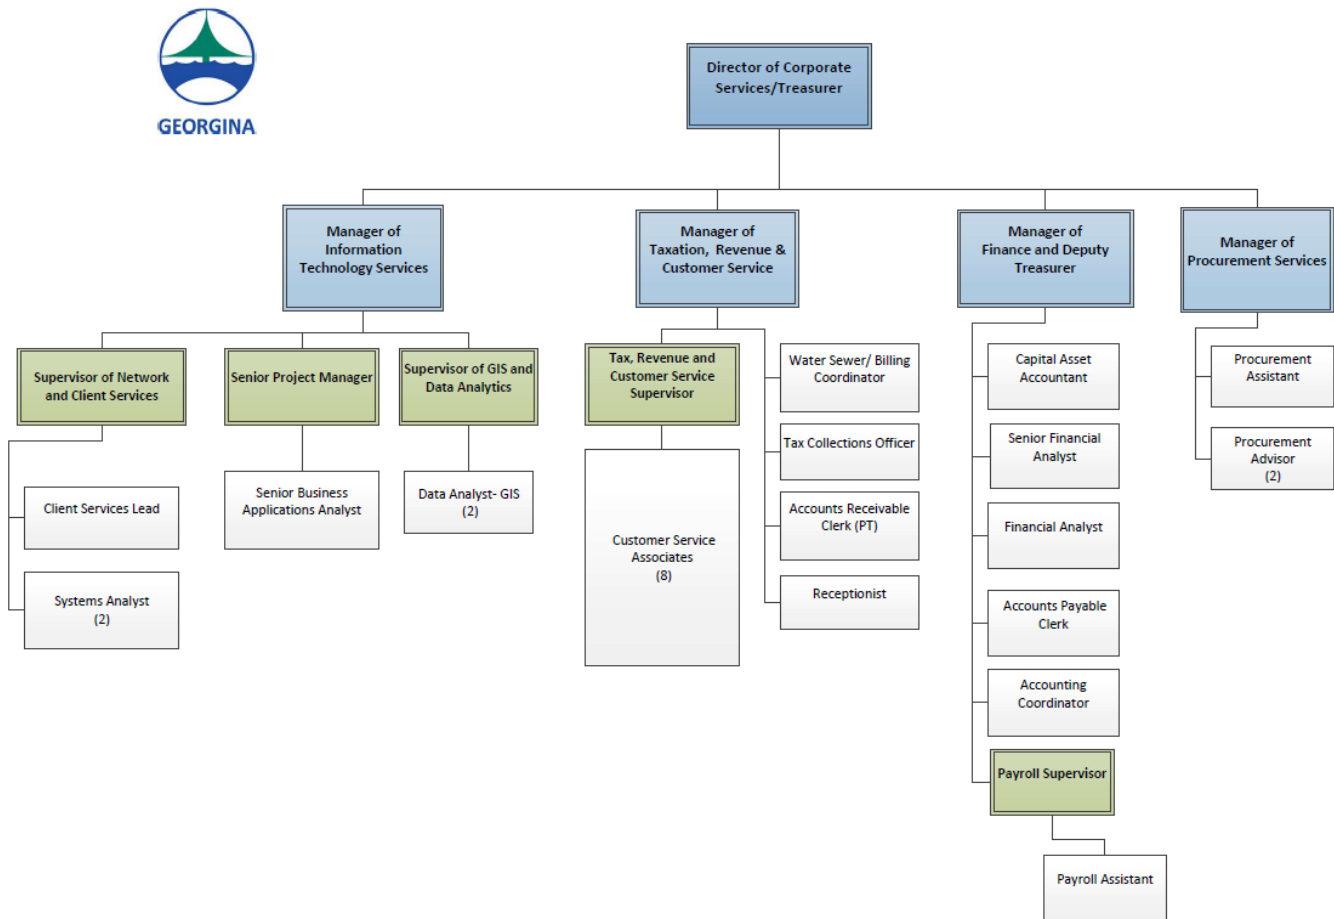 GEORGINA
Director of Corporate
Services/Treasurer
Manager of
Information
Technology Services
Manager of
Taxation, Revenue &
Customer Service
Manager of
Finance and Deputy
Treasurer
Manager of
Procurement Services
Supervisor of Network
and Client Services
Senior Project Manager
Supervisor of GIS and
Data Analytics
Tax, Revenue and
Customer Service
Supervisor
Water Sewer/ Billing
Coordinator
Capital Asset
Accountant
Procurement
Assistant
Client Services Lead
Systems Analyst
(2)
Senior Business
Applications Analyst
Data Analyst- GIS
(2)
Customer Service
Associates
(8)
Tax Collections Officer
Accounts Receivable
Clerk (PT)
Receptionist
Senior Financial
Analyst
Financial Analyst
Accounts Payable
Clerk
Accounting
Coordinator
Payroll Supervisor
Payroll Assistant
Procurement
Advisor
(2)